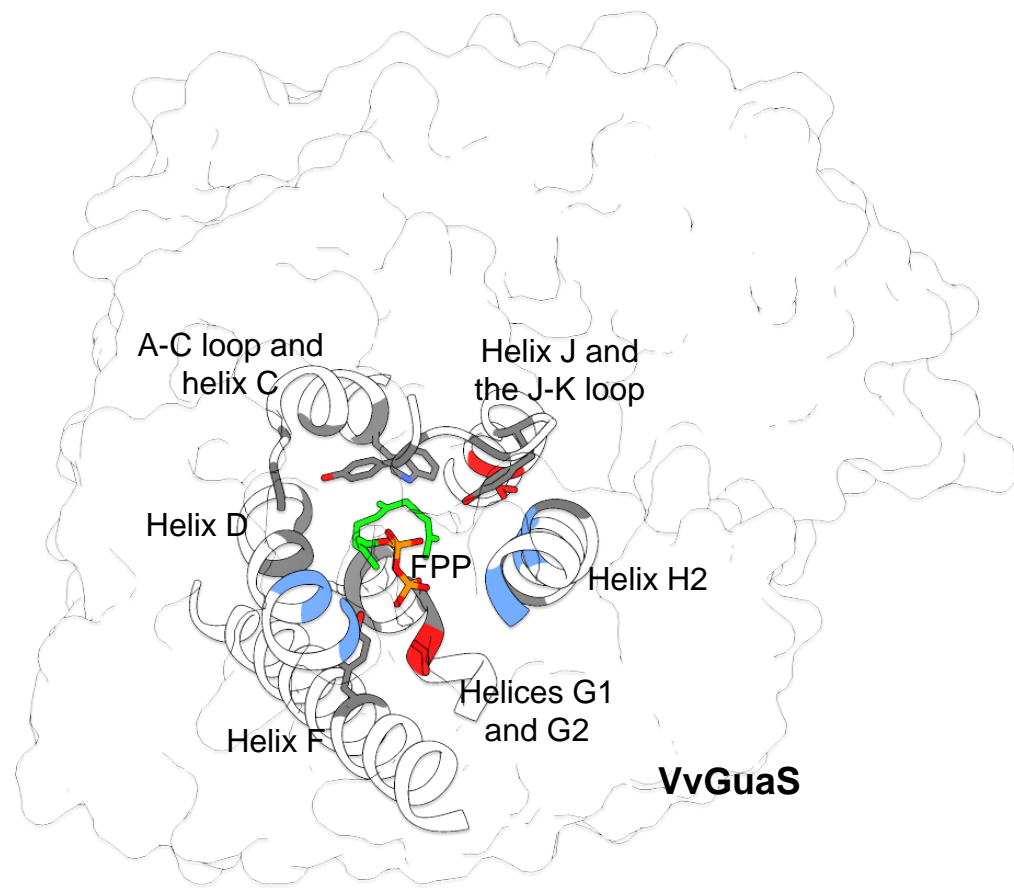 A-C loop and
helix C
Helix J and
the J-K loop
Helix D
FPP
Helix H2
Helices G1
and G2
Helix F
VvGuaS